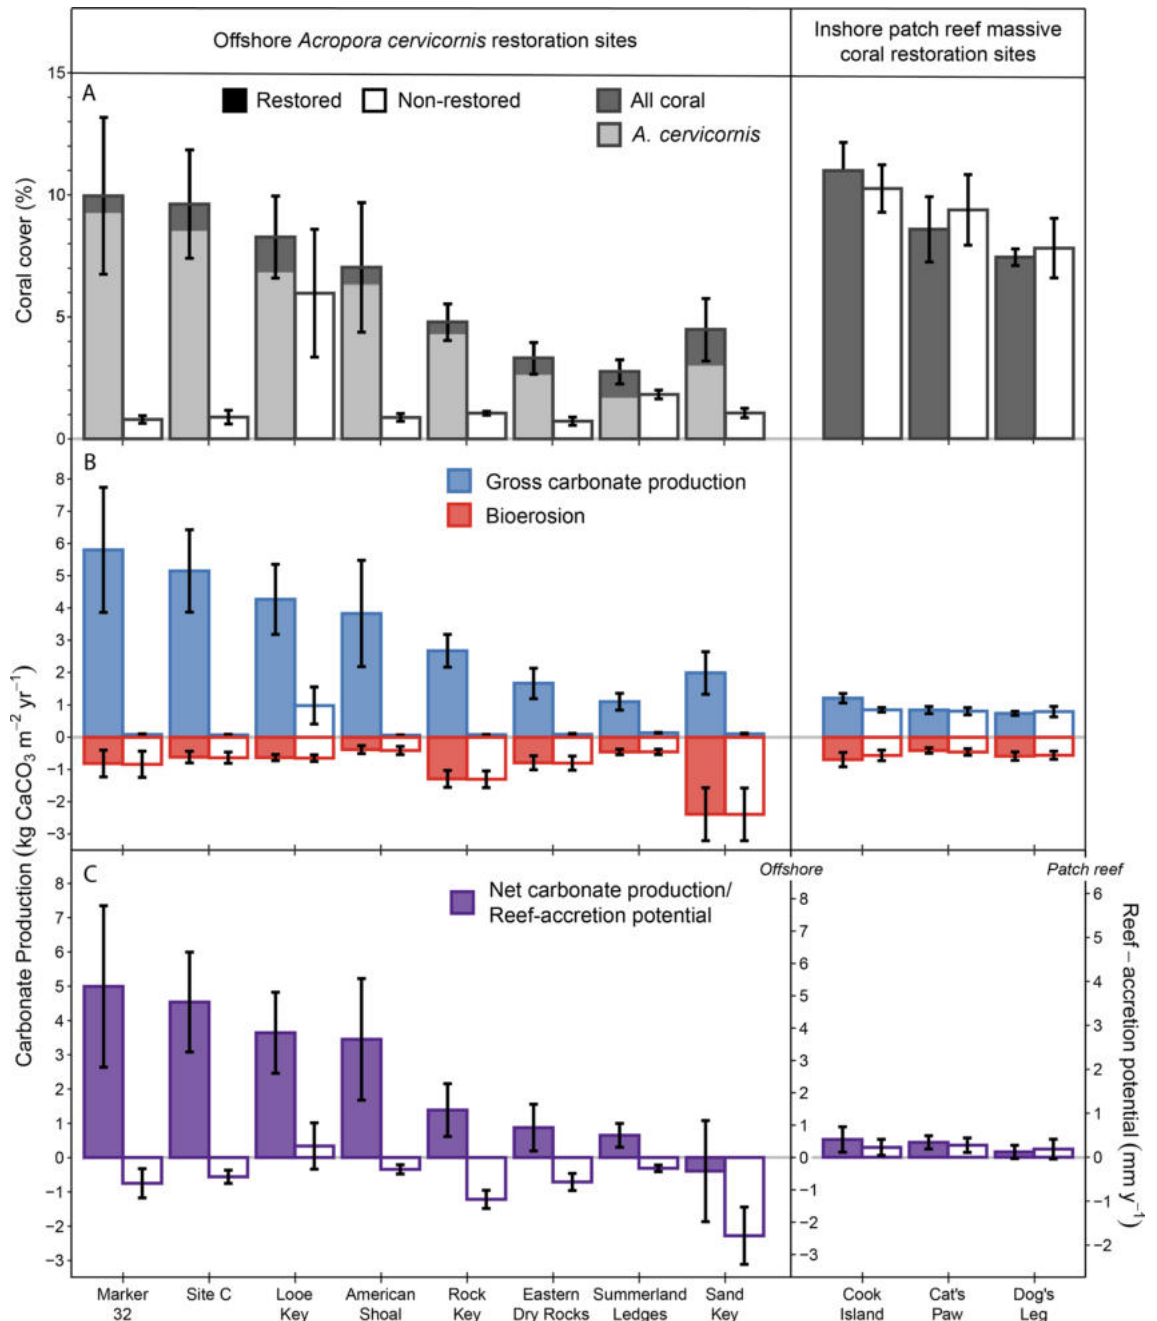 Offshore Acropora cervicornis restoration sites
Inshore patch reef massive
coral restoration sites
A
Restored
Non-restored
All coral
A. cervicornis
15
10
5
0
Coral cover (%)
B
Gross carbonate production
Bioerosion
8
7
6
5
4
3
2
1
0
−1
−2
−3
Carbonate Production (kg CaCO3 m−2 yr−1)
C
Net carbonate production/
Reef-accretion potential
8
7
6
5
4
3
2
1
0
−1
−2
−3
Offshore
8
7
6
5
4
3
2
1
0
−1
−2
−3
Patch reef
6
5
4
3
2
1
0
−1
−2
Reef – accretion potential (mm y−1)
Marker
32
Site C
Looe
Key
American
Shoal
Rock
Key
Eastern
Dry Rocks
Summerland
Ledges
Sand
Key
Cook
Island
Cat's
Paw
Dog's
Leg